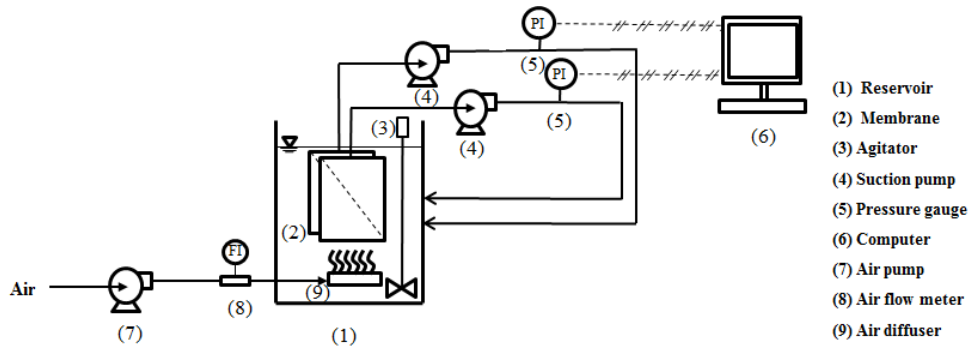 PI
(5)
PI
(4)
(5)
(3)
(4)
(6)
(2)
FI
Air
(9)
(7)
(8)
(1)
(1) Reservoir
(2) Membrane
(3) Agitator
(4) Suction pump
(5) Pressure gauge
(6) Computer
(7) Air pump
(8) Air flow meter
(9) Air diffuser